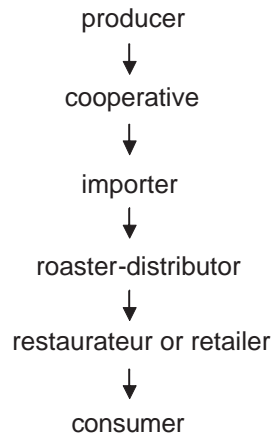 producer
cooperative
importer
roaster-distributor
restaurateur or retailer
consumer